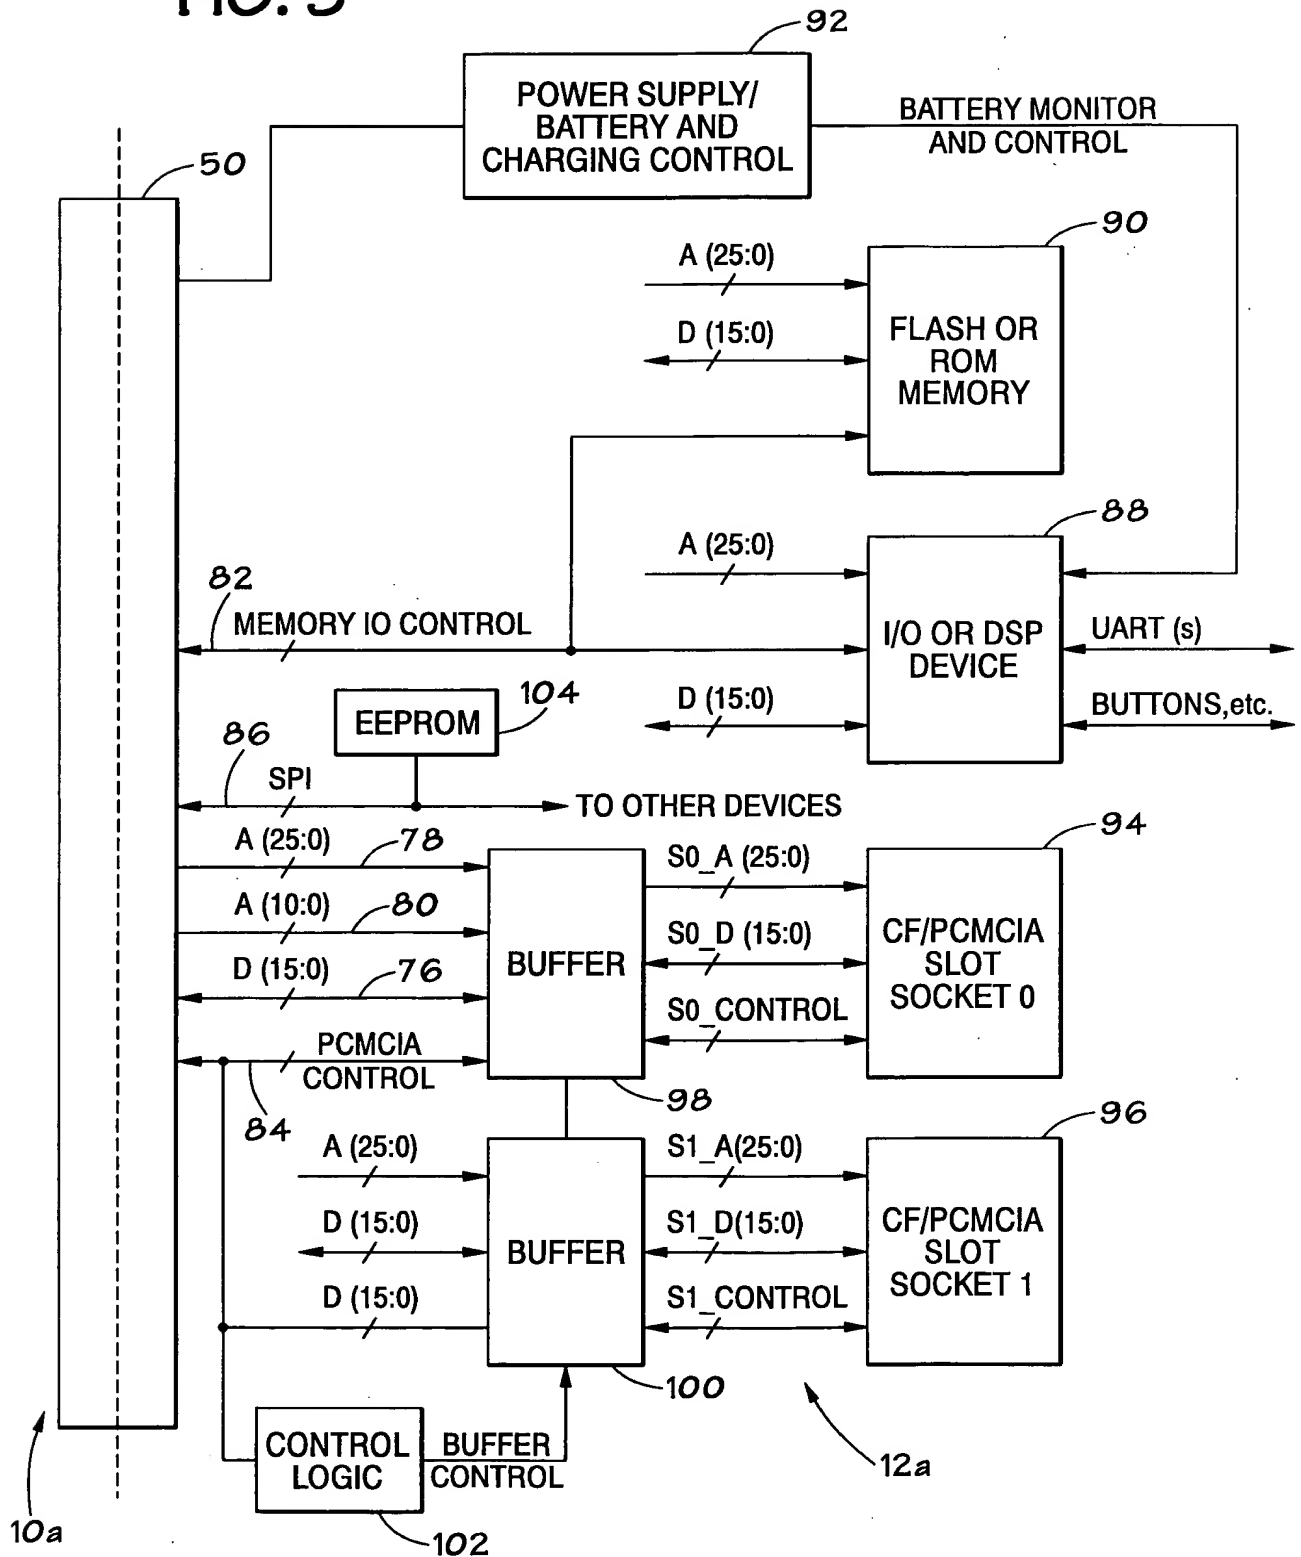 FIG. 5
92
POWER SUPPLY/
BATTERY AND
CHARGING CONTROL
BATTERY MONITOR
AND CONTROL
50
90
A (25:0)
D (15:0)
FLASH OR
ROM
MEMORY
88
A (25:0)
82
MEMORY IO CONTROL
I/O OR DSP
DEVICE
UART (s)
D (15:0)
BUTTONS,etc.
104
EEPROM
86
SPI
TO OTHER DEVICES
94
A (25:0)
78
A (10:0)
80
D (15:0)
76
PCMCIA
CONTROL
84
BUFFER
98
S0_A (25:0)
S0_D (15:0)
S0_CONTROL
CF/PCMCIA
SLOT
SOCKET 0
96
A (25:0)
D (15:0)
D (15:0)
BUFFER
100
S1_A(25:0)
S1_D(15:0)
S1_CONTROL
CF/PCMCIA
SLOT
SOCKET 1
CONTROL
LOGIC
BUFFER
CONTROL
102
12a
10a